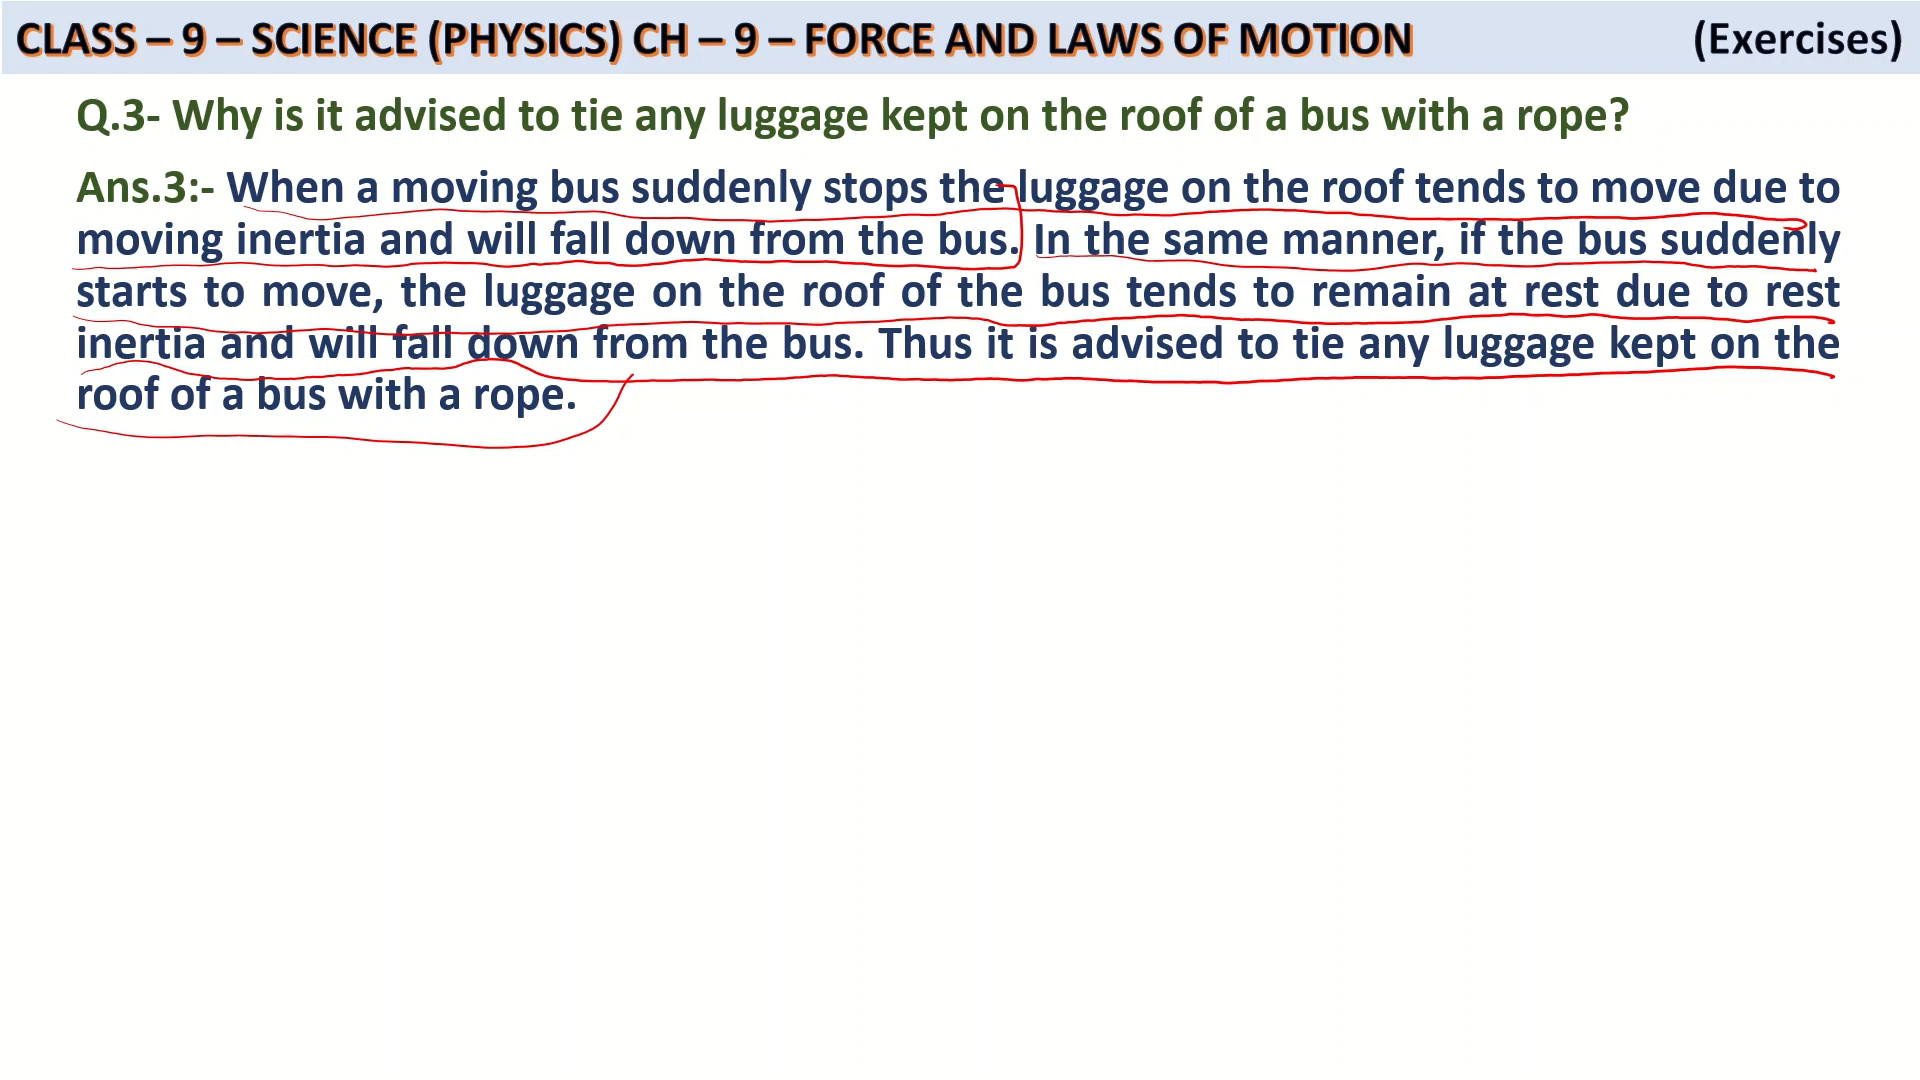 CLASS – 9 – SCIENCE (PHYSICS) CH – 9 – FORCE AND LAWS OF MOTION (Exercises)
Q.3- Why is it advised to tie any luggage kept on the roof of a bus with a rope?
Ans.3:- When a moving bus suddenly stops the luggage on the roof tends to move due to
moving inertia and will fall down from the bus. In the same manner, if the bus suddenly
starts to move, the luggage on the roof of the bus tends to remain at rest due to rest
inertia and will fall down from the bus. Thus it is advised to tie any luggage kept on the
roof of a bus with a rope.